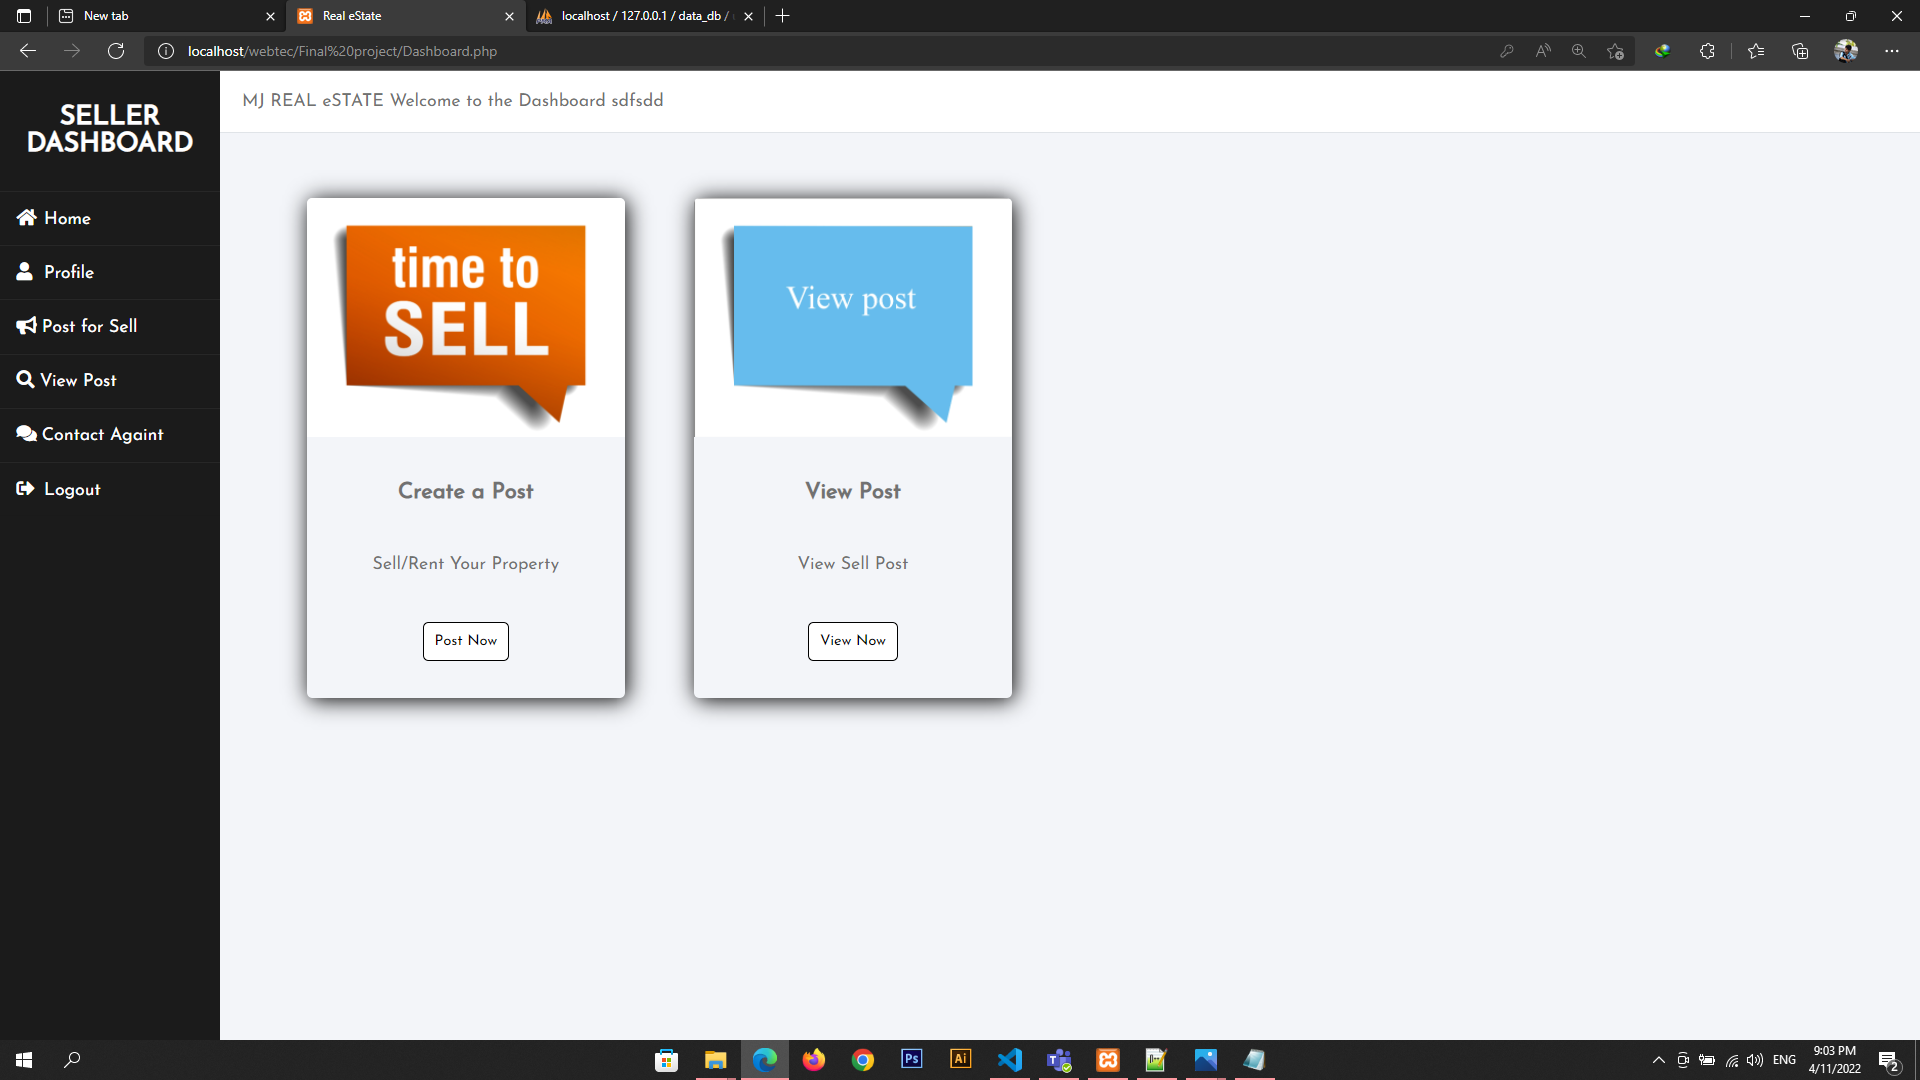 New tab
Real eState
localhost / 127.0.0.1 / data_db /
localhost/webtec/Final%20project/Dashboard.php
SELLER
DASHBOARD
MJ REAL eSTATE Welcome to the Dashboard sdfsdd
Home
Profile
Post for Sell
View Post
Contact Againt
Logout
time to
SELL
View post
Create a Post
View Post
Sell/Rent Your Property
View Sell Post
Post Now
View Now
Ps
Ai
ENG
9:03 PM
4/11/2022
2